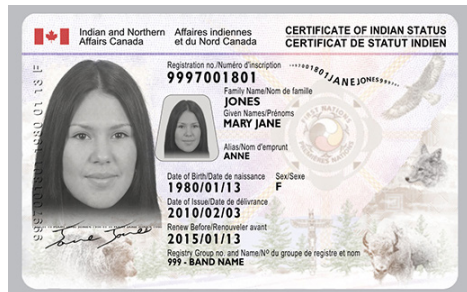 Indian and Northern Affairs Canada
Affaires indiennes et du Nord Canada
CERTIFICATE OF INDIAN STATUS
CERTIFICAT DE STATUT INDIEN
Registration no./Numéro d'inscription
9997001801
Family Name/Nom de famille
JONES
Given Names/Prénoms
MARY JANE
Alias/Nom d'emprunt
ANNE
Date of Birth/Date de naissance Sex/Sexe
1980/01/13 F
Date of Issue/Date de délivrance
2010/02/03
Renew Before/Renouveler avant
2015/01/13
Registry Group no. and Name/Nº du groupe de registre et nom
999 - BAND NAME
FIRST NATIONS
PREMIÈRES NATIONS